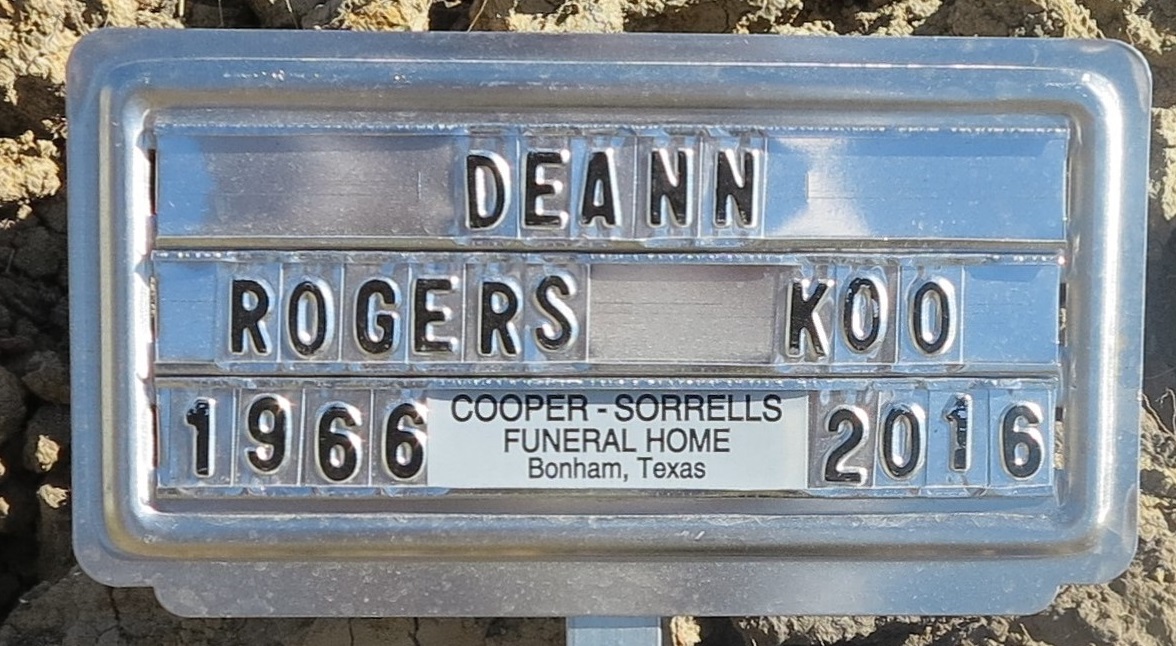 DEANN
ROGERS KOO
1966 COOPER - SORRELLS 2016
FUNERAL HOME
Bonham, Texas